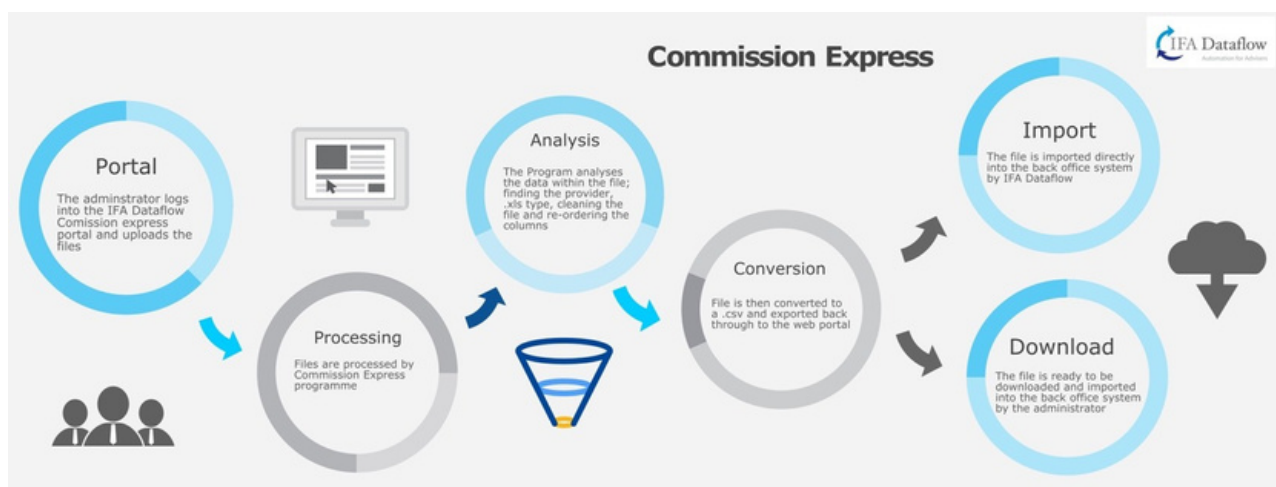 Commission Express
IFA Dataflow
Automation for Advisers
Portal
The adminstrator logs
into the IFA Dataflow
Comission express
portal and uploads the
files
Processing
Files are processed by
Commission Express
programme
Analysis
The Program analyses
the data within the file;
finding the provider,
.xls type, cleaning the
file and re-ordering the
columns
Conversion
File is then converted to
a .csv and exported back
through to the web portal
Import
The file is imported directly
into the back office system
by IFA Dataflow
Download
The file is ready to be
downloaded and imported
into the back office system
by the administrator